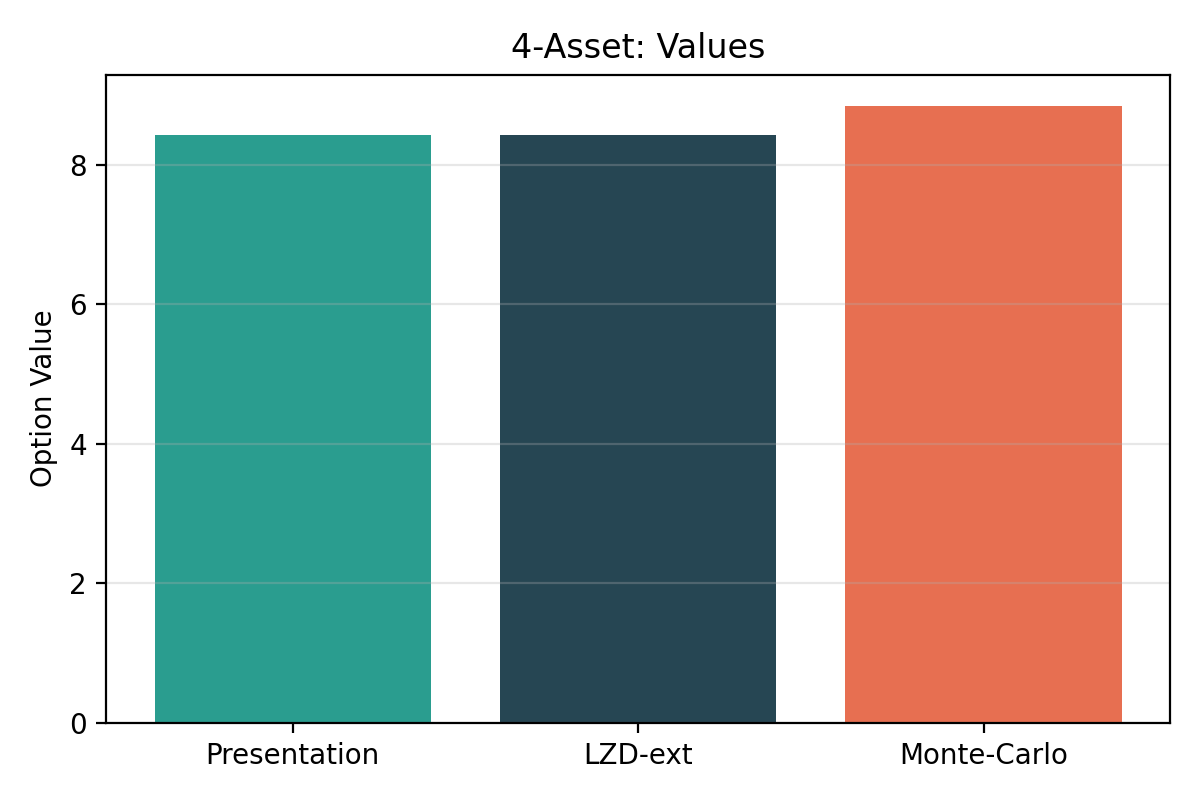 4-Asset: Values
Option Value
8
6
4
2
0
Presentation
LZD-ext
Monte-Carlo